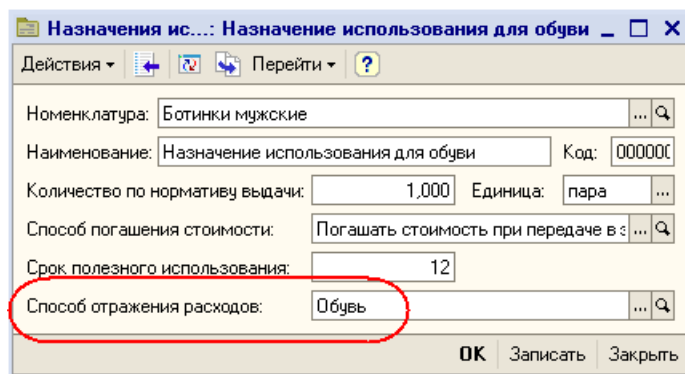 Назначения ис...: Назначение использования для обуви
Действия Перейти ?
Номенклатура: Ботинки мужские ...
Наименование: Назначение использования для обуви Код: 000000
Количество по нормативу выдачи: 1,000 Единица: пара ...
Способ погашения стоимости: Погашать стоимость при передаче в ...
Срок полезного использования: 12
Способ отражения расходов: Обувь ...
OK Записать Закрыть